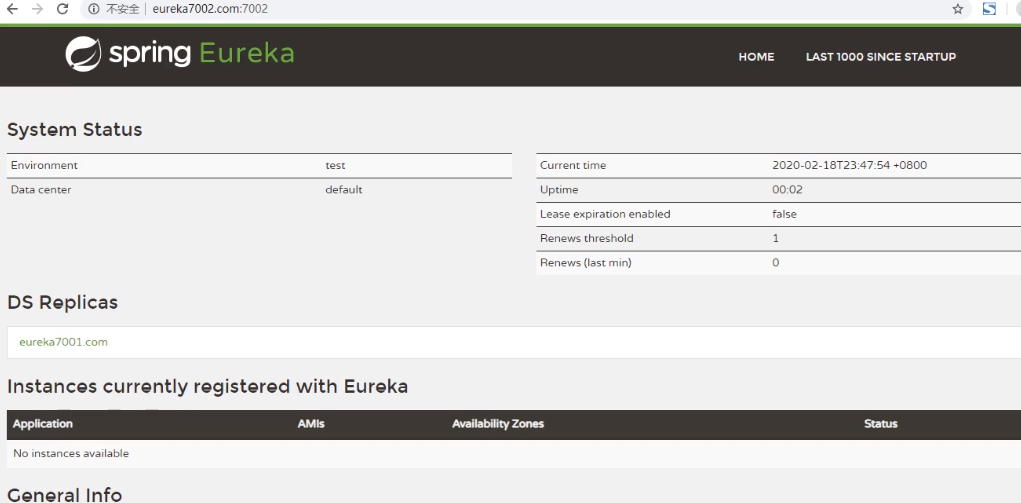 不安全 eureka7002.com:7002
spring Eureka
HOME LAST 1000 SINCE STARTUP
System Status
Environment test
Data center default
Current time 2020-02-18T23:47:54 +0800
Uptime 00:02
Lease expiration enabled false
Renews threshold 1
Renews (last min) 0
DS Replicas
eureka7001.com
Instances currently registered with Eureka
Application AMIs Availability Zones Status
No instances available
General Info